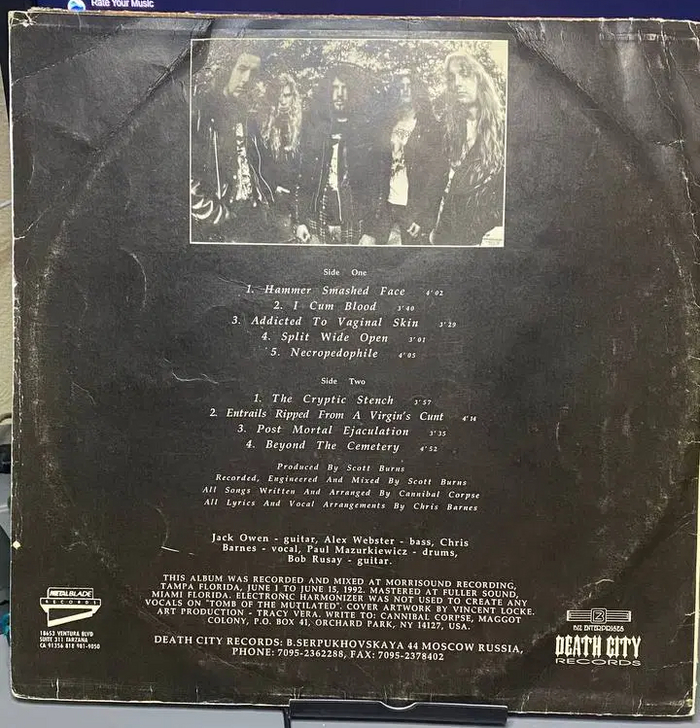 Rate Your Music
Side One
1. Hammer Smashed Face 4'02
2. I Cum Blood 3'40
3. Addicted To Vaginal Skin 3'29
4. Split Wide Open 3'01
5. Necropedophile 4'05
Side Two
1. The Cryptic Stench 3'57
2. Entrails Ripped From A Virgin's Cunt 4'14
3. Post Mortal Ejaculation 3'35
4. Beyond The Cemetery 4'52
Produced By Scott Burns
Recorded, Engineered And Mixed By Scott Burns
All Songs Written And Arranged By Cannibal Corpse
All Lyrics And Vocal Arrangements By Chris Barnes
Jack Owen - guitar, Alex Webster - bass, Chris
Barnes - vocal, Paul Mazurkiewicz - drums,
Bob Rusay - guitar.
THIS ALBUM WAS RECORDED AND MIXED AT MORRISOUND RECORDING,
TAMPA FLORIDA, JUNE 1 TO JUNE 15, 1992. MASTERED AT FULLER SOUND,
MIAMI FLORIDA. ELECTRONIC HARMONIZER WAS NOT USED TO CREATE ANY
VOCALS ON "TOMB OF THE MUTILATED". COVER ARTWORK BY VINCENT LOCKE.
ART PRODUCTION - TRACY VERA. WRITE TO: CANNIBAL CORPSE, MAGGOT
COLONY, P.O. BOX 41, ORCHARD PARK, NY 14127, USA.
DEATH CITY RECORDS: B.SERPUKHOVSKAYA 44 MOSCOW RUSSIA,
PHONE: 7095-2362288, FAX: 7095-2378402
METAL BLADE
RECORDS
18653 VENTURA BLVD
SUITE 311 TARZANA
CA 91356 818 981-9050
ENTERPRISES
DEATH CITY
RECORDS